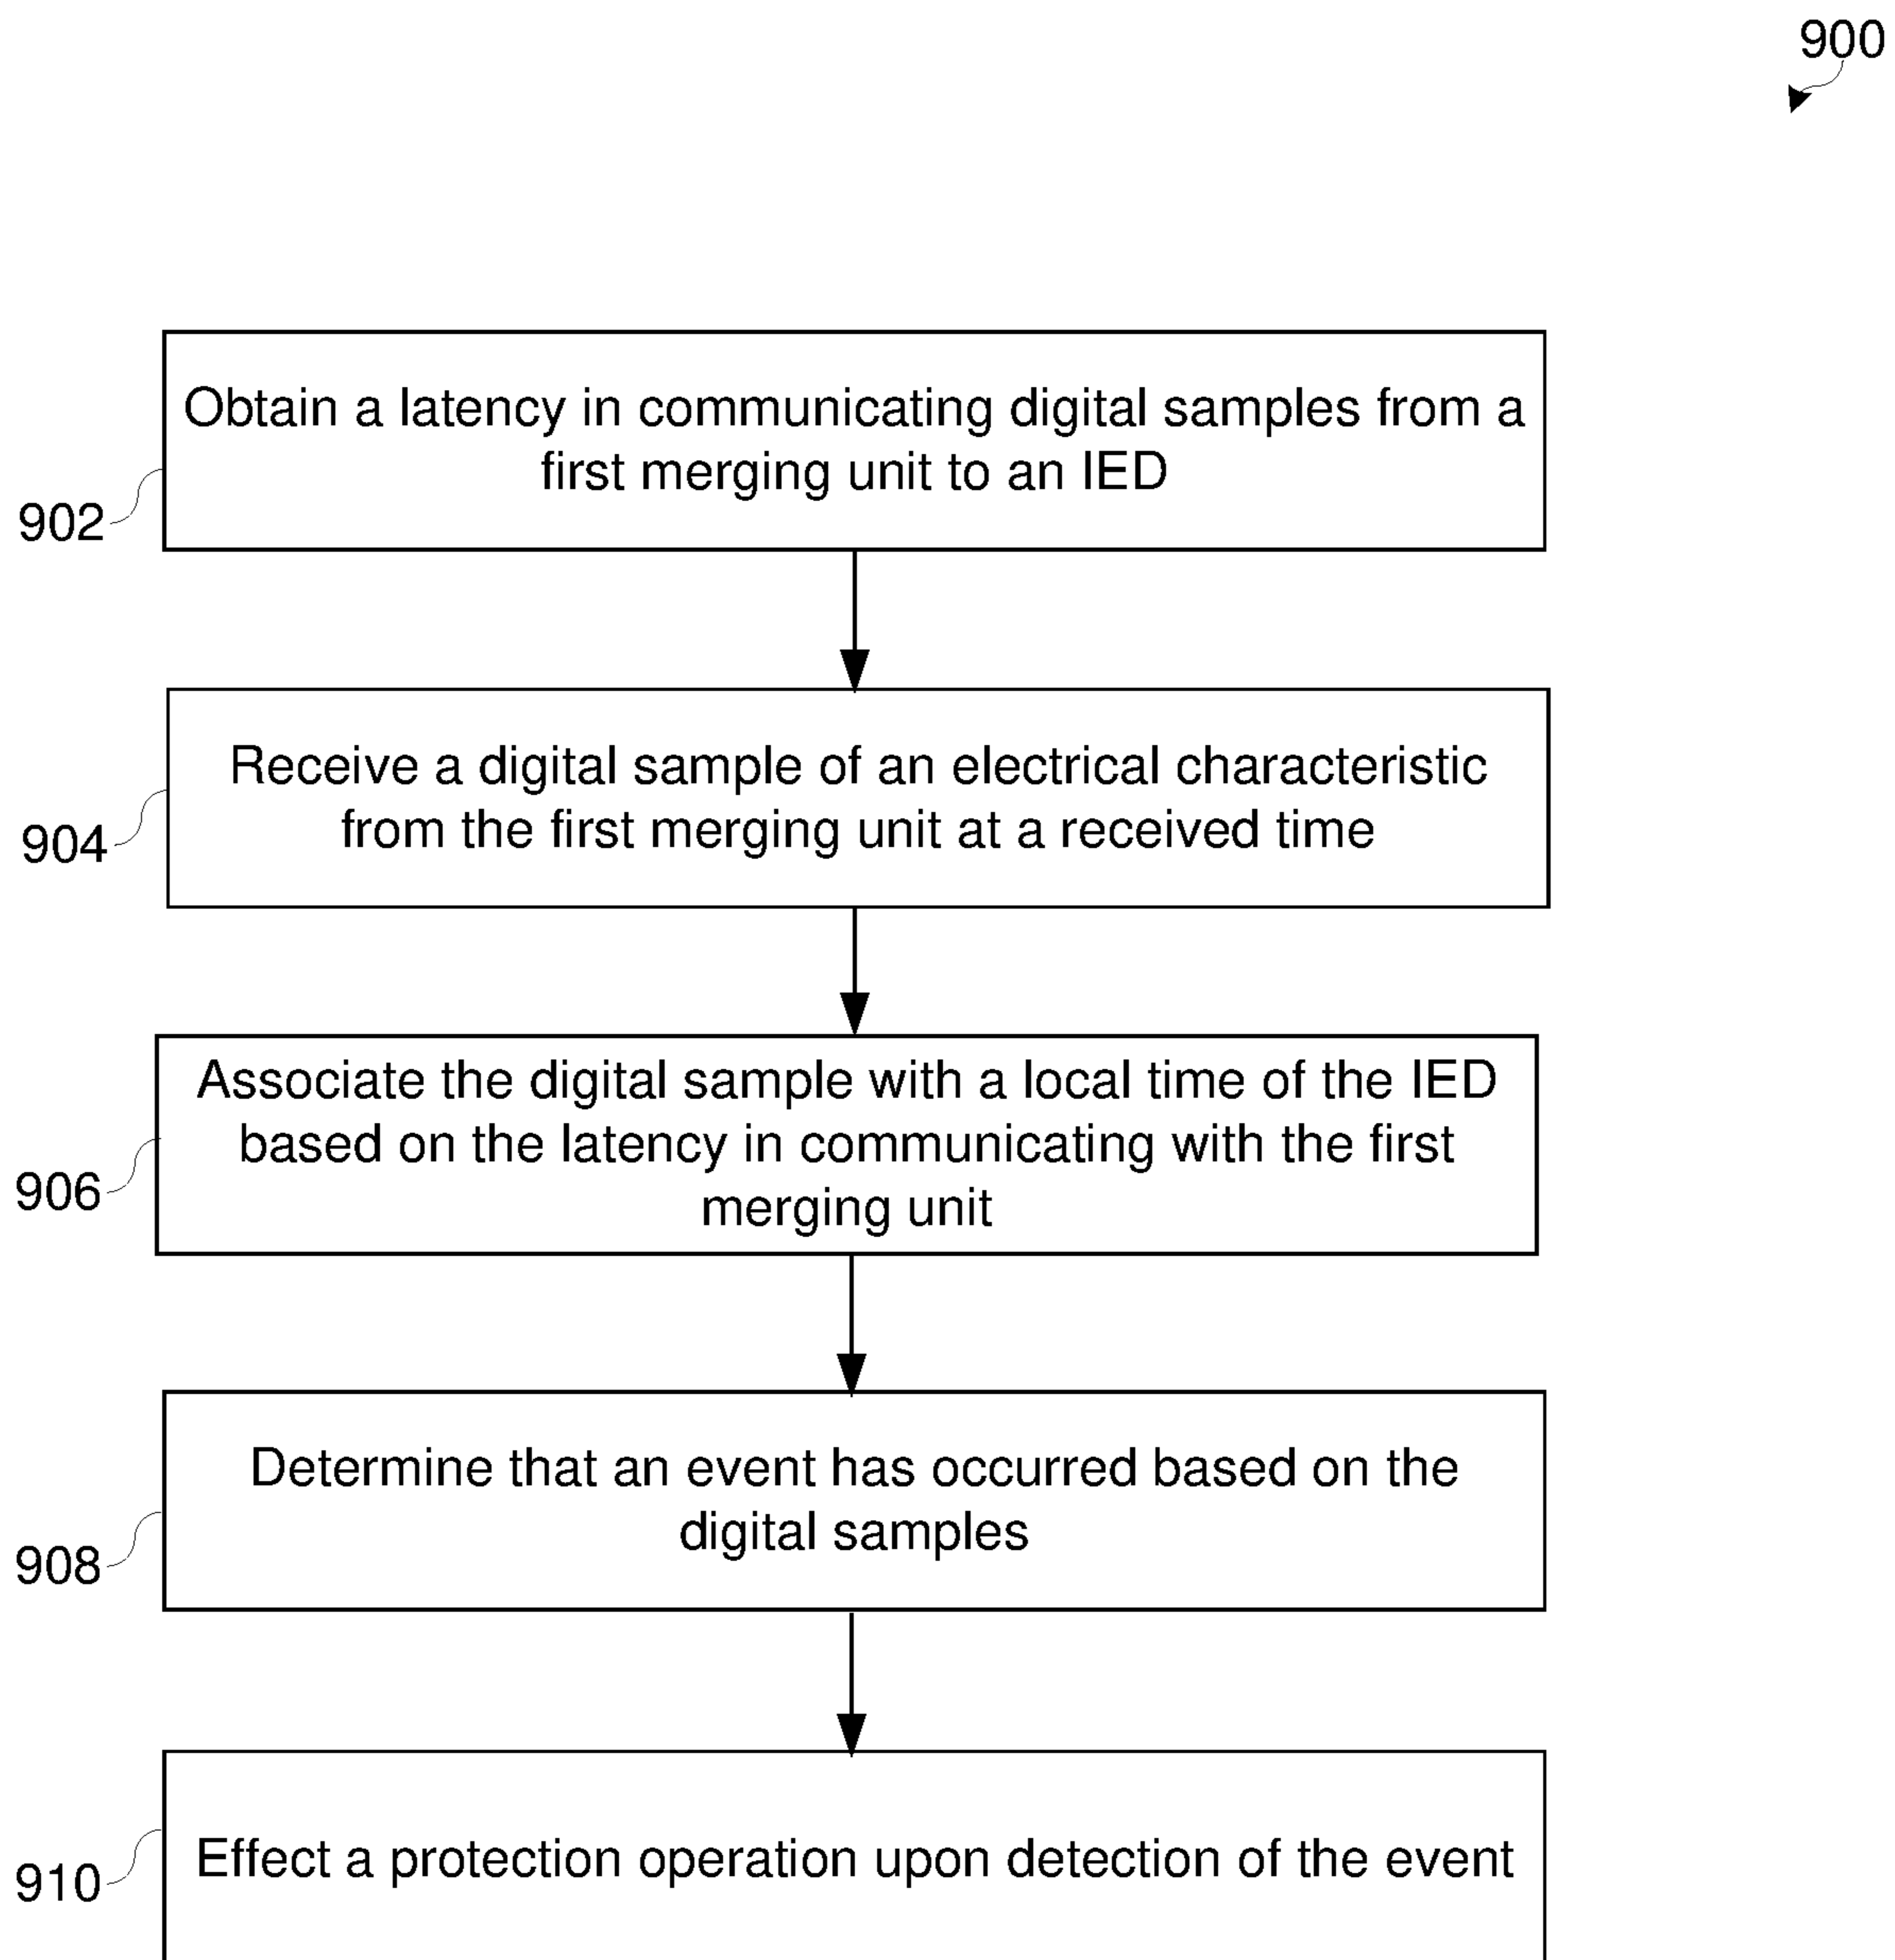 900
Obtain a latency in communicating digital samples from a
first merging unit to an IED
902
Receive a digital sample of an electrical characteristic
from the first merging unit at a received time
904
Associate the digital sample with a local time of the IED
based on the latency in communicating with the first
merging unit
906
Determine that an event has occurred based on the
digital samples
908
Effect a protection operation upon detection of the event
910